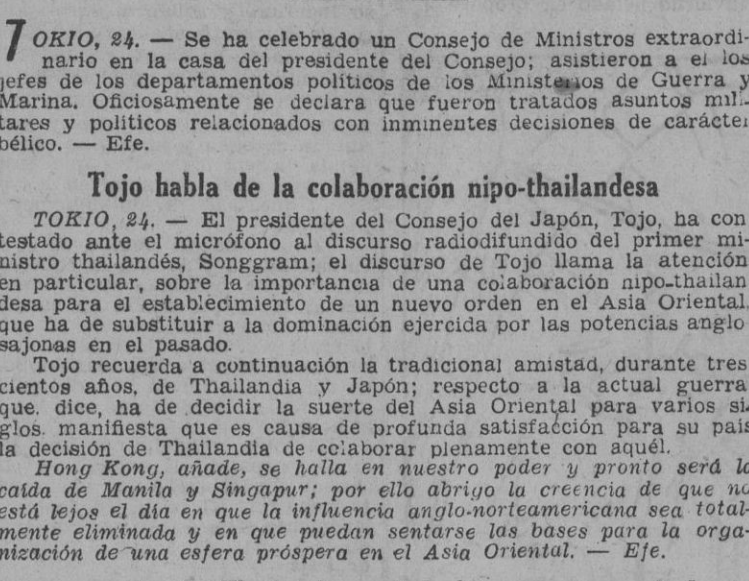 TOKIO, 24. — Se ha celebrado un Consejo de Ministros extraordi-
nario en la casa del presidente del Consejo; asistieron a el los
jefes de los departamentos políticos de los Ministerios de Guerra y
Marina. Oficiosamente se declara que fueron tratados asuntos mili
tares y políticos relacionados con inminentes decisiones de carácter
bélico. — Efe.
Tojo habla de la colaboración nipo-thailandesa
TOKIO, 24. — El presidente del Consejo del Japón, Tojo, ha con
testado ante el micrófono al discurso radiodifundido del primer mi-
nistro thailandés, Songgram; el discurso de Tojo llama la atención
en particular, sobre la importancia de una colaboración nipo-thailan
desa para el establecimiento de un nuevo orden en el Asia Oriental,
que ha de substituir a la dominación ejercida por las potencias anglo
sajonas en el pasado.
Tojo recuerda a continuación la tradicional amistad, durante tres
cientos años, de Thailandia y Japón; respecto a la actual guerra
que. dice, ha de decidir la suerte del Asia Oriental para varios si
glos. manifiesta que es causa de profunda satisfacción para su país
la decisión de Thailandia de colaborar plenamente con aquél.
Hong Kong, añade, se halla en nuestro poder y pronto será la
caída de Manila y Singapur; por ello abrigo la creencia de que no
está lejos el día en que la influencia anglo-norteamericana sea total-
mente eliminada y en que puedan sentarse las bases para la orga-
nización de una esfera próspera en el Asia Oriental. — Efe.